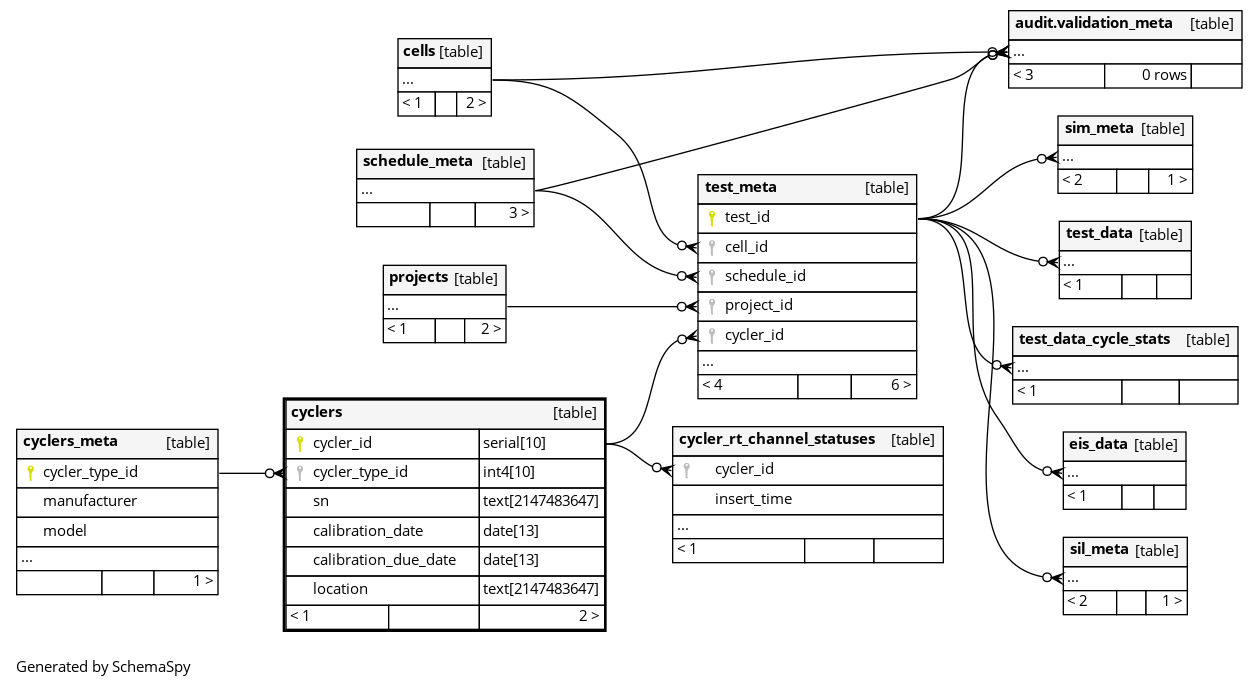 audit.validation_meta [table]
...
< 3 0 rows
cells [table]
...
< 1 2 >
sim_meta [table]
...
< 2 1 >
schedule_meta [table]
...
3 >
test_meta [table]
test_id
cell_id
schedule_id
project_id
cycler_id
...
< 4 6 >
test_data [table]
...
< 1
projects [table]
...
< 1 2 >
test_data_cycle_stats [table]
...
< 1
cyclers [table]
cycler_id serial[10]
cycler_type_id int4[10]
sn text[2147483647]
calibration_date date[13]
calibration_due_date date[13]
location text[2147483647]
< 1 2 >
cyclers_meta [table]
cycler_type_id
manufacturer
model
...
1 >
cycler_rt_channel_statuses [table]
cycler_id
insert_time
...
< 1
eis_data [table]
...
< 1
sil_meta [table]
...
< 2 1 >
Generated by SchemaSpy